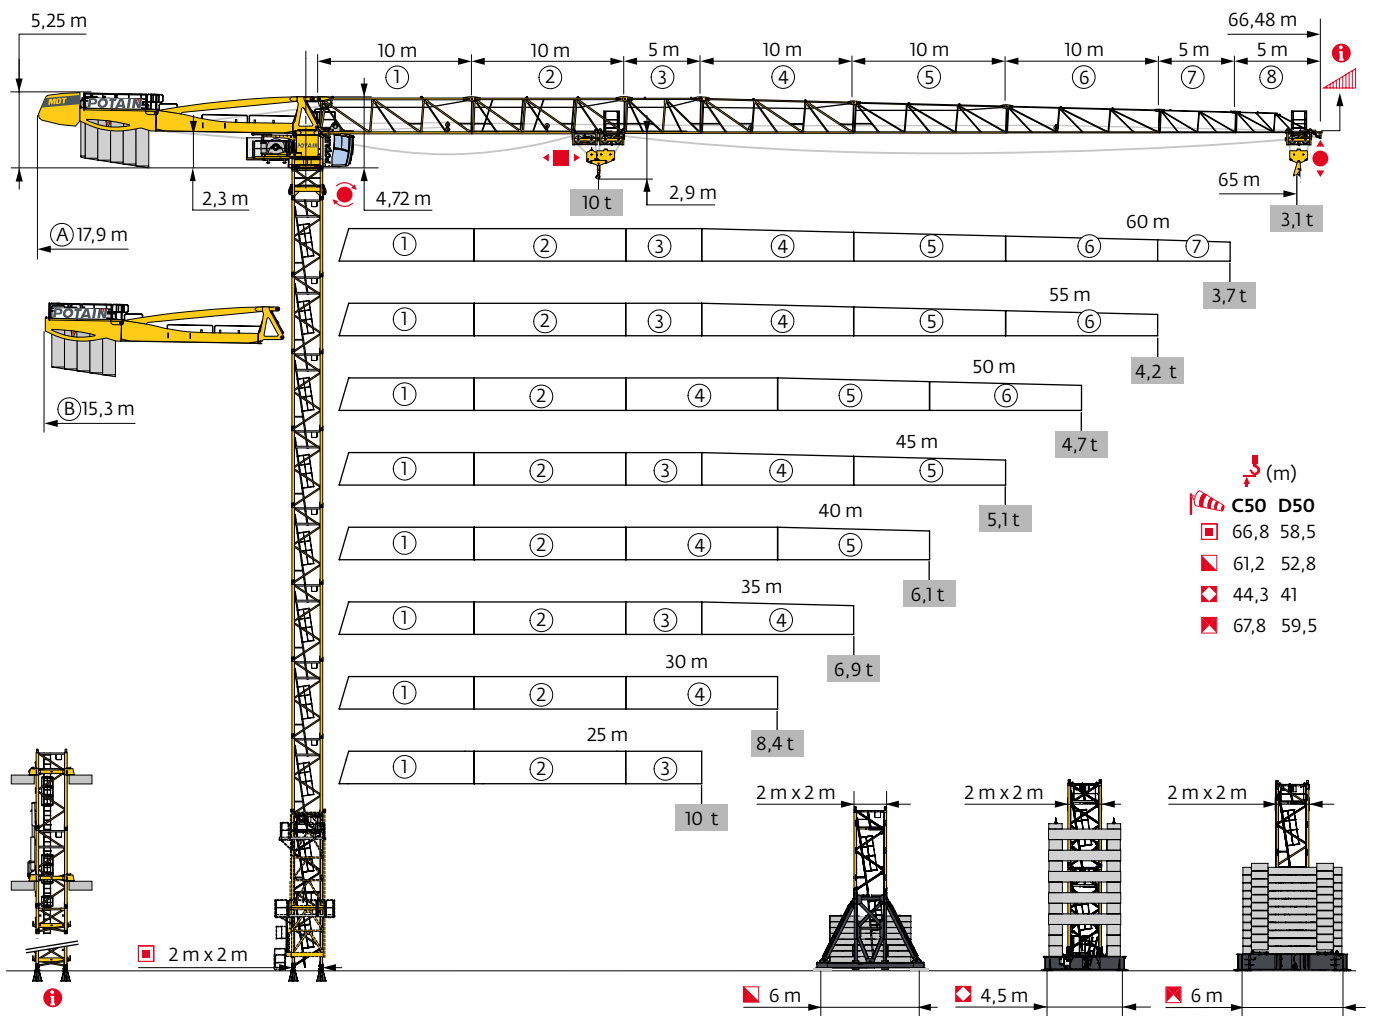 5,25 m
66,48 m
10 m 10 m 5 m 10 m 10 m 10 m 5 m 5 m
1 2 3 4 5 6 7 8
i
MDT POTAIN
POTAIN
2,3 m
4,72 m
10 t
2,9 m
65 m
3,1 t
A 17,9 m
60 m
1 2 3 4 5 6 7
3,7 t
POTAIN
55 m
1 2 3 4 5 6
4,2 t
B 15,3 m
50 m
1 2 4 5 6
4,7 t
45 m
1 2 3 4 5
5,1 t
(m)
C50 D50
66,8 58,5
61,2 52,8
44,3 41
67,8 59,5
40 m
1 2 4 5
6,1 t
35 m
1 2 3 4
6,9 t
30 m
1 2 4
8,4 t
25 m
1 2 3
10 t
2 m x 2 m
2 m x 2 m
2 m x 2 m
2 m x 2 m
i
6 m
4,5 m
6 m